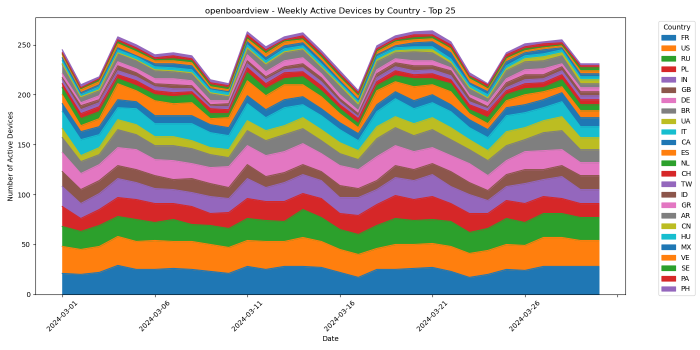 openboardview - Weekly Active Devices by Country - Top 25
Number of Active Devices
250
200
150
100
50
0
2024-03-01
2024-03-06
2024-03-11
2024-03-16
2024-03-21
2024-03-26
Date
Country
FR
US
RU
PL
IN
GB
DE
BR
UA
IT
CA
ES
NL
CH
TW
ID
GR
AR
CN
HU
MX
VE
SE
PA
PH